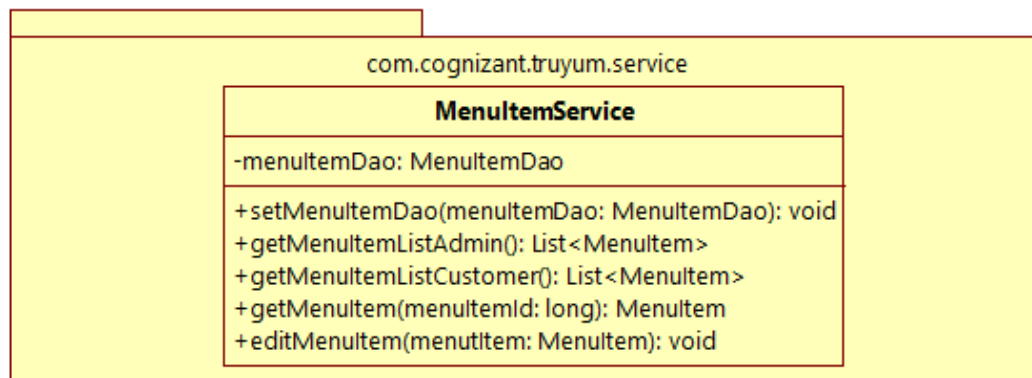 com.cognizant.truyum.service
MenuItemService
-menuItemDao: MenuItemDao
+setMenuItemDao(menuItemDao: MenuItemDao): void
+getMenuItemListAdmin(): List<MenuItem>
+getMenuItemListCustomer(): List<MenuItem>
+getMenuItem(menuItemId: long): MenuItem
+editMenuItem(menutItem: MenuItem): void